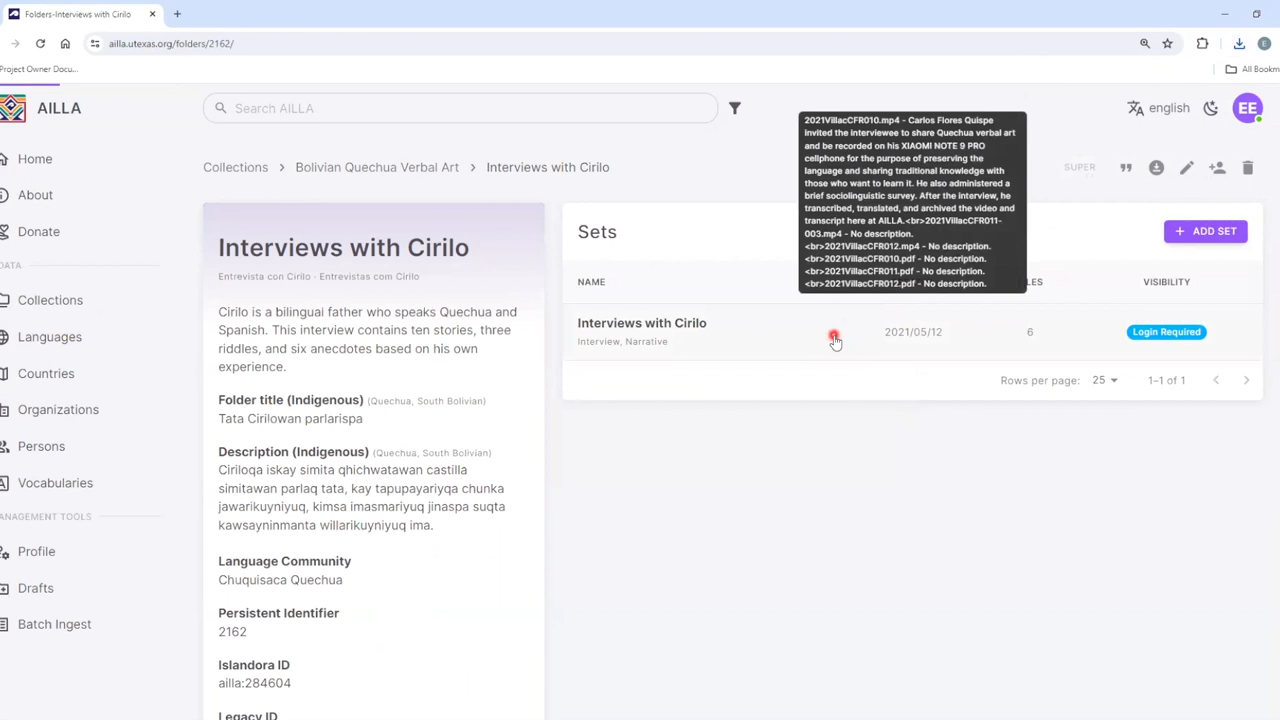 Folders-Interviews with Cirilo
ailla.utexas.org/folders/2162/
E
Project Owner Docu...
All Bookm
AILLA
Search AILLA
english
EE
Home
About
Donate
DATA
Collections
Languages
Countries
Organizations
Persons
Vocabularies
ANAGEMENT TOOLS
Profile
Drafts
Batch Ingest
Collections > Bolivian Quechua Verbal Art > Interviews with Cirilo
SUPER
Interviews with Cirilo
Entrevista con Cirilo - Entrevistas com Cirilo
Cirilo is a bilingual father who speaks Quechua and
Spanish. This interview contains ten stories, three
riddles, and six anecdotes based on his own
experience.
Folder title (Indigenous) (Quechua, South Bolivian)
Tata Cirilowan parlarispa
Description (Indigenous) (Quechua, South Bolivian)
Ciriloqa iskay simita qhichwatawan castilla
simitawan parlaq tata, kay tapupayariyqa chunka
jawarikuyniyuq, kimsa imasmariyuq jinaspa suqta
kawsayninmanta willarikuyniyuq ima.
Language Community
Chuquisaca Quechua
Persistent Identifier
2162
Islandora ID
ailla:284604
Legacy ID
Sets
ADD SET
2021VillacCFR010.mp4 - Carlos Flores Quispe
invited the interviewee to share Quechua verbal art
and be recorded on his XIAOMI NOTE 9 PRO
cellphone for the purpose of preserving the
language and sharing traditional knowledge with
those who want to learn it. He also administered a
brief sociolinguistic survey. After the interview, he
transcribed, translated, and archived the video and
transcript here at AILLA.<br>2021VillacCFR011-
003.mp4 - No description.
<br>2021VillacCFR012.mp4 - No description.
<br>2021VillacCFR010.pdf - No description.
<br>2021VillacCFR011.pdf - No description.
<br>2021VillacCFR012.pdf - No description.
NAME
LES
VISIBILITY
Interviews with Cirilo
Interview, Narrative
2021/05/12
6
Login Required
Rows per page: 25
1–1 of 1